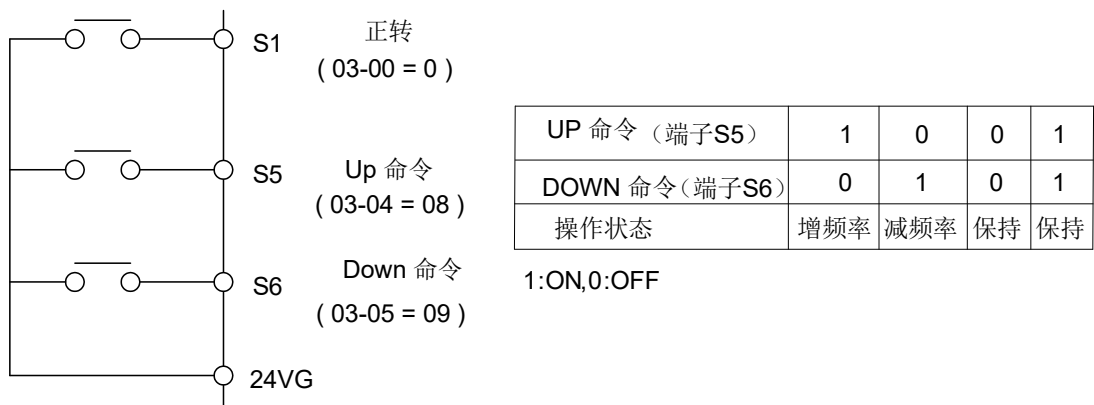 S1
正转
( 03-00 = 0 )
S5
Up 命令
( 03-04 = 08 )
S6
Down 命令
( 03-05 = 09 )
24VG
UP 命令（端子S5） 1 0 0 1
DOWN 命令（端子S6） 0 1 0 1
操作状态 增频率 减频率 保持 保持
1:ON,0:OFF